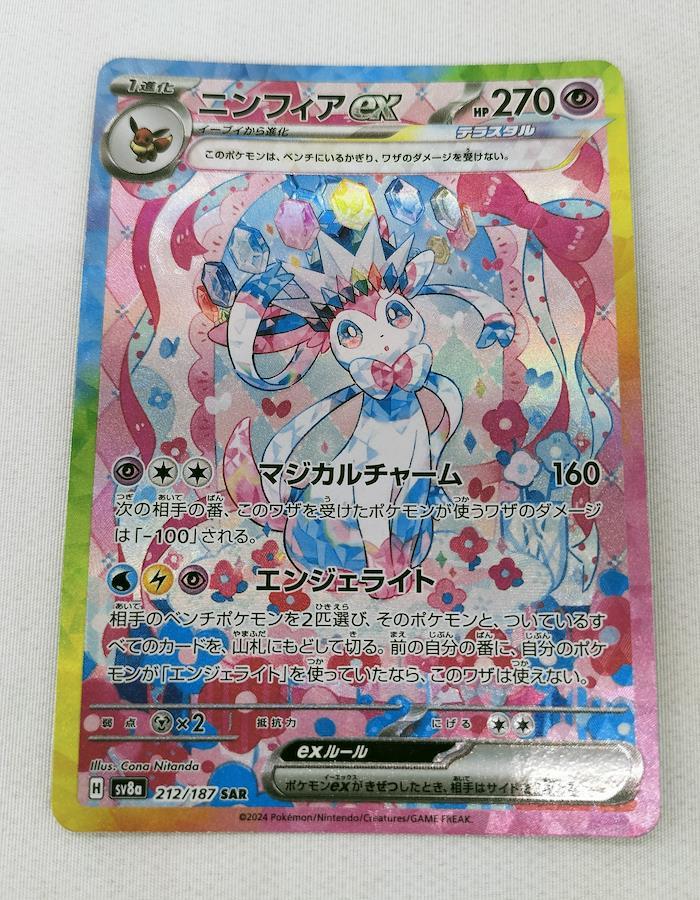 1進化
ニンフィアex HP270
イーブイから進化 テラスタル
このポケモンは、ベンチにいるかぎり、ワザのダメージを受けない。
マジカルチャーム 160
次の相手の番、このワザを受けたポケモンが使うワザのダメージ
は「-100」される。
エンジェライト
相手のベンチポケモンを2匹選び、そのポケモンと、ついているす
べてのカードを、山札にもどして切る。前の自分の番に、自分のポケ
モンが「エンジェライト」を使っていたなら、このワザは使えない。
弱点 ×2 抵抗力 にげる
exルール
Illus. Cona Nitanda
ポケモンexがきぜつしたとき、相手はサイドを
H sv8a 212/187 SAR
©2024 Pokémon/Nintendo/Creatures/GAME FREAK.